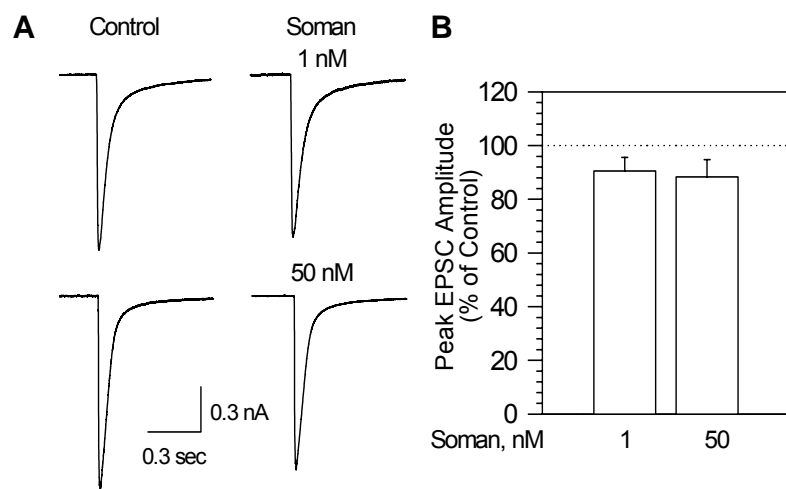 A
Control
Soman
1 nM
50 nM
0.3 nA
0.3 sec
B
Peak EPSC Amplitude
(% of Control)
120
100
80
60
40
20
0
Soman, nM 1 50